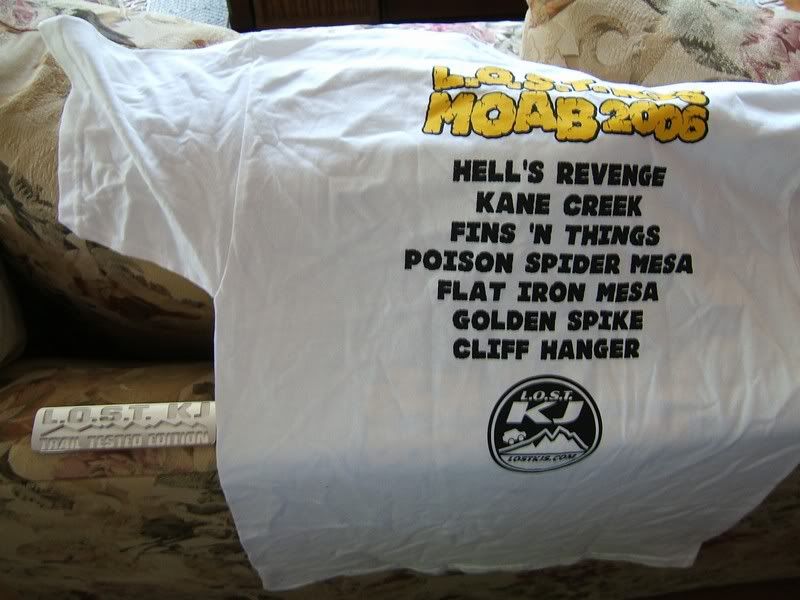 L.O.S.T. KJS
MOAB 2006
HELL'S REVENGE
KANE CREEK
FINS 'N THINGS
POISON SPIDER MESA
FLAT IRON MESA
GOLDEN SPIKE
CLIFF HANGER
L.O.S.T.
KJ
LOSTKJS.COM
L.O.S.T. KJ
TRAIL TESTED EDITION